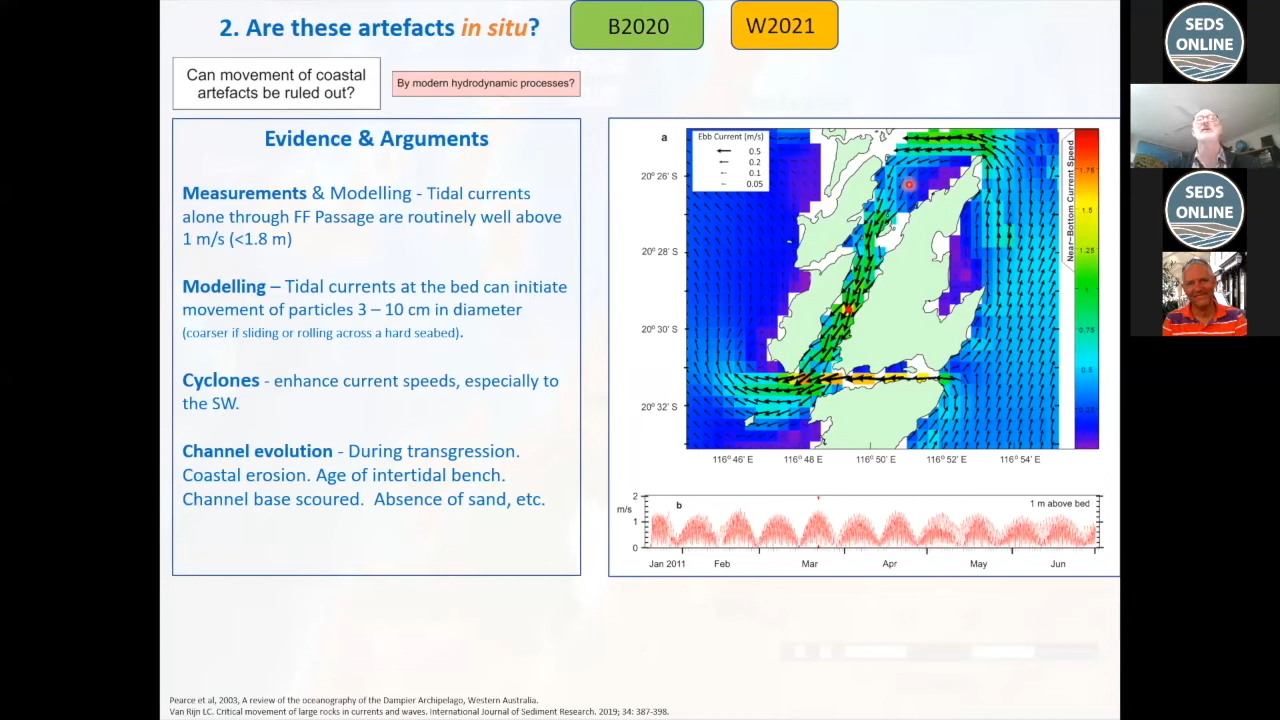 2. Are these artefacts in situ?
B2020
W2021
Can movement of coastal
artefacts be ruled out?
By modern hydrodynamic processes?
Evidence & Arguments
Measurements & Modelling - Tidal currents
alone through FF Passage are routinely well above
1 m/s (<1.8 m)
Modelling – Tidal currents at the bed can initiate
movement of particles 3 – 10 cm in diameter
(coarser if sliding or rolling across a hard seabed).
Cyclones - enhance current speeds, especially to
the SW.
Channel evolution - During transgression.
Coastal erosion. Age of intertidal bench.
Channel base scoured. Absence of sand, etc.
a
Ebb Current (m/s)
0.5
0.2
0.1
0.05
20° 26' S
20° 28' S
20° 30' S
20° 32' S
116° 46' E
116° 48' E
116° 50' E
116° 52' E
116° 54' E
Near–Bottom Current Speed
1.75
1.5
1.25
1
0.75
0.5
0.25
b
1 m above bed
m/s
2
1
0
Jan 2011
Feb
Mar
Apr
May
Jun
Pearce et al, 2003, A review of the oceanography of the Dampier Archipelago, Western Australia.
Van Rijn LC. Critical movement of large rocks in currents and waves. International Journal of Sediment Research. 2019; 34: 387-398.
SEDS
ONLINE
SEDS
ONLINE